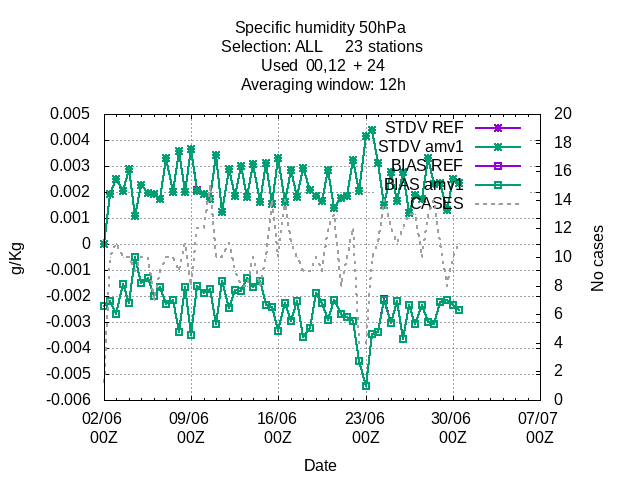 Specific humidity 50hPa
Selection: ALL 23 stations
Used 00,12 + 24
Averaging window: 12h
0.005
0.004
0.003
0.002
0.001
0
-0.001
-0.002
-0.003
-0.004
-0.005
-0.006
g/Kg
STDV REF
STDV amv1
BIAS REF
BIAS amv1
CASES
20
18
16
14
12
10
8
6
4
2
0
No cases
02/06 09/06 16/06 23/06 30/06 07/07
00Z 00Z 00Z 00Z 00Z 00Z
Date